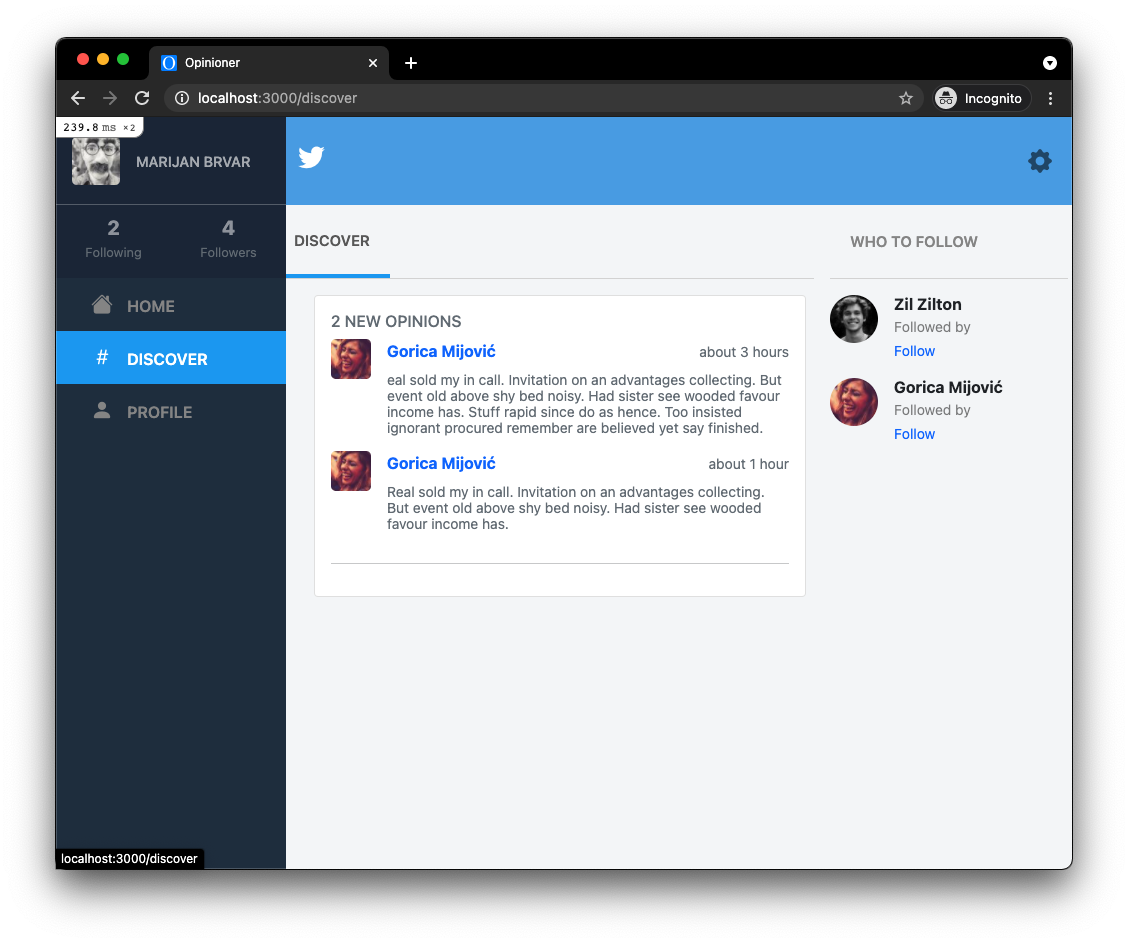 Opinioner
localhost:3000/discover
Incognito
239.8 ms ×2
MARIJAN BRVAR
2
Following
4
Followers
HOME
# DISCOVER
PROFILE
DISCOVER
2 NEW OPINIONS
Gorica Mijović about 3 hours
eal sold my in call. Invitation on an advantages collecting. But
event old above shy bed noisy. Had sister see wooded favour
income has. Stuff rapid since do as hence. Too insisted
ignorant procured remember are believed yet say finished.
Gorica Mijović about 1 hour
Real sold my in call. Invitation on an advantages collecting.
But event old above shy bed noisy. Had sister see wooded
favour income has.
WHO TO FOLLOW
Zil Zilton
Followed by
Follow
Gorica Mijović
Followed by
Follow
localhost:3000/discover